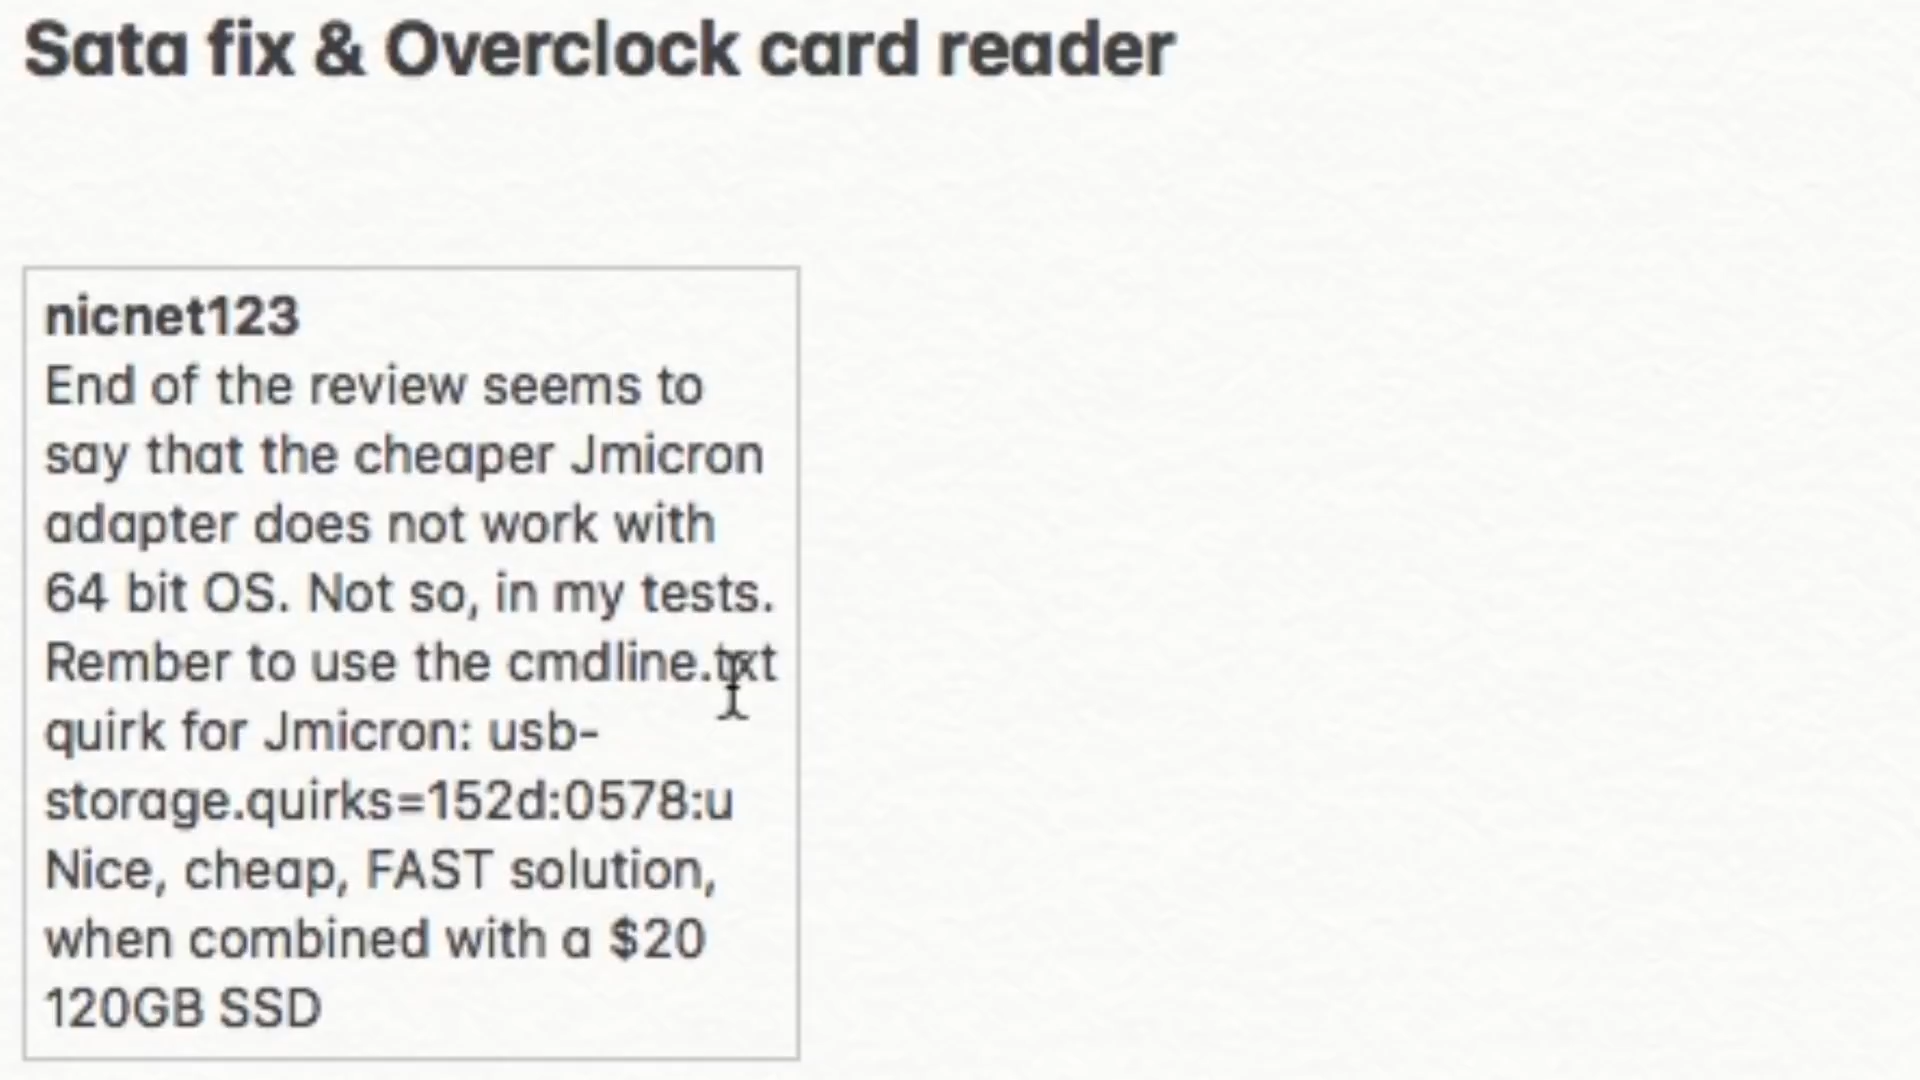 Sata fix & Overclock card reader
nicnet123
End of the review seems to
say that the cheaper Jmicron
adapter does not work with
64 bit OS. Not so, in my tests.
Rember to use the cmdline.txt
quirk for Jmicron: usb-
storage.quirks=152d:0578:u
Nice, cheap, FAST solution,
when combined with a $20
120GB SSD